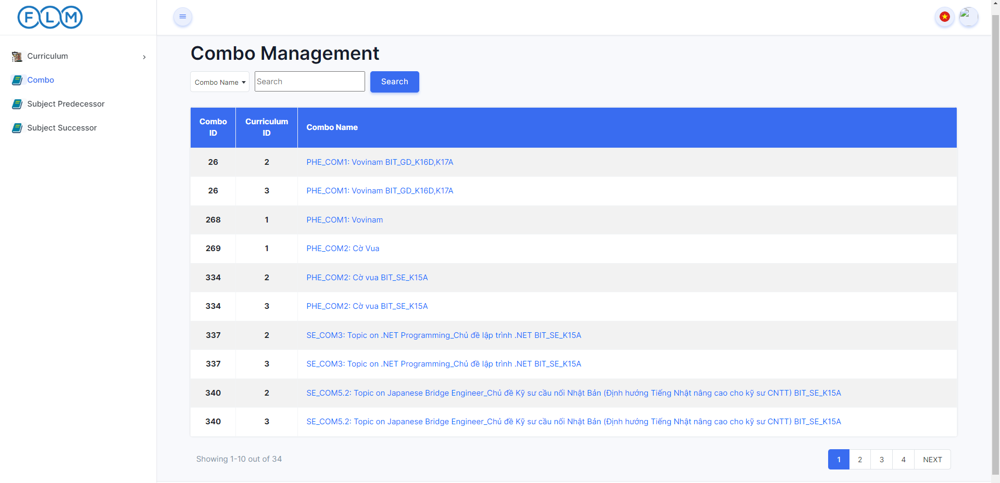 FLM
Curriculum
Combo
Subject Predecessor
Subject Successor
Combo Management
Combo Name
Search
Search
Combo ID
Curriculum ID
Combo Name
26 2 PHE_COM1: Vovinam BIT_GD_K16D,K17A
26 3 PHE_COM1: Vovinam BIT_GD_K16D,K17A
268 1 PHE_COM1: Vovinam
269 1 PHE_COM2: Cờ Vua
334 2 PHE_COM2: Cờ vua BIT_SE_K15A
334 3 PHE_COM2: Cờ vua BIT_SE_K15A
337 2 SE_COM3: Topic on .NET Programming_Chủ đề lập trình .NET BIT_SE_K15A
337 3 SE_COM3: Topic on .NET Programming_Chủ đề lập trình .NET BIT_SE_K15A
340 2 SE_COM5.2: Topic on Japanese Bridge Engineer_Chủ đề Kỹ sư cầu nối Nhật Bản (Định hướng Tiếng Nhật nâng cao cho kỹ sư CNTT) BIT_SE_K15A
340 3 SE_COM5.2: Topic on Japanese Bridge Engineer_Chủ đề Kỹ sư cầu nối Nhật Bản (Định hướng Tiếng Nhật nâng cao cho kỹ sư CNTT) BIT_SE_K15A
Showing 1-10 out of 34
1 2 3 4 NEXT